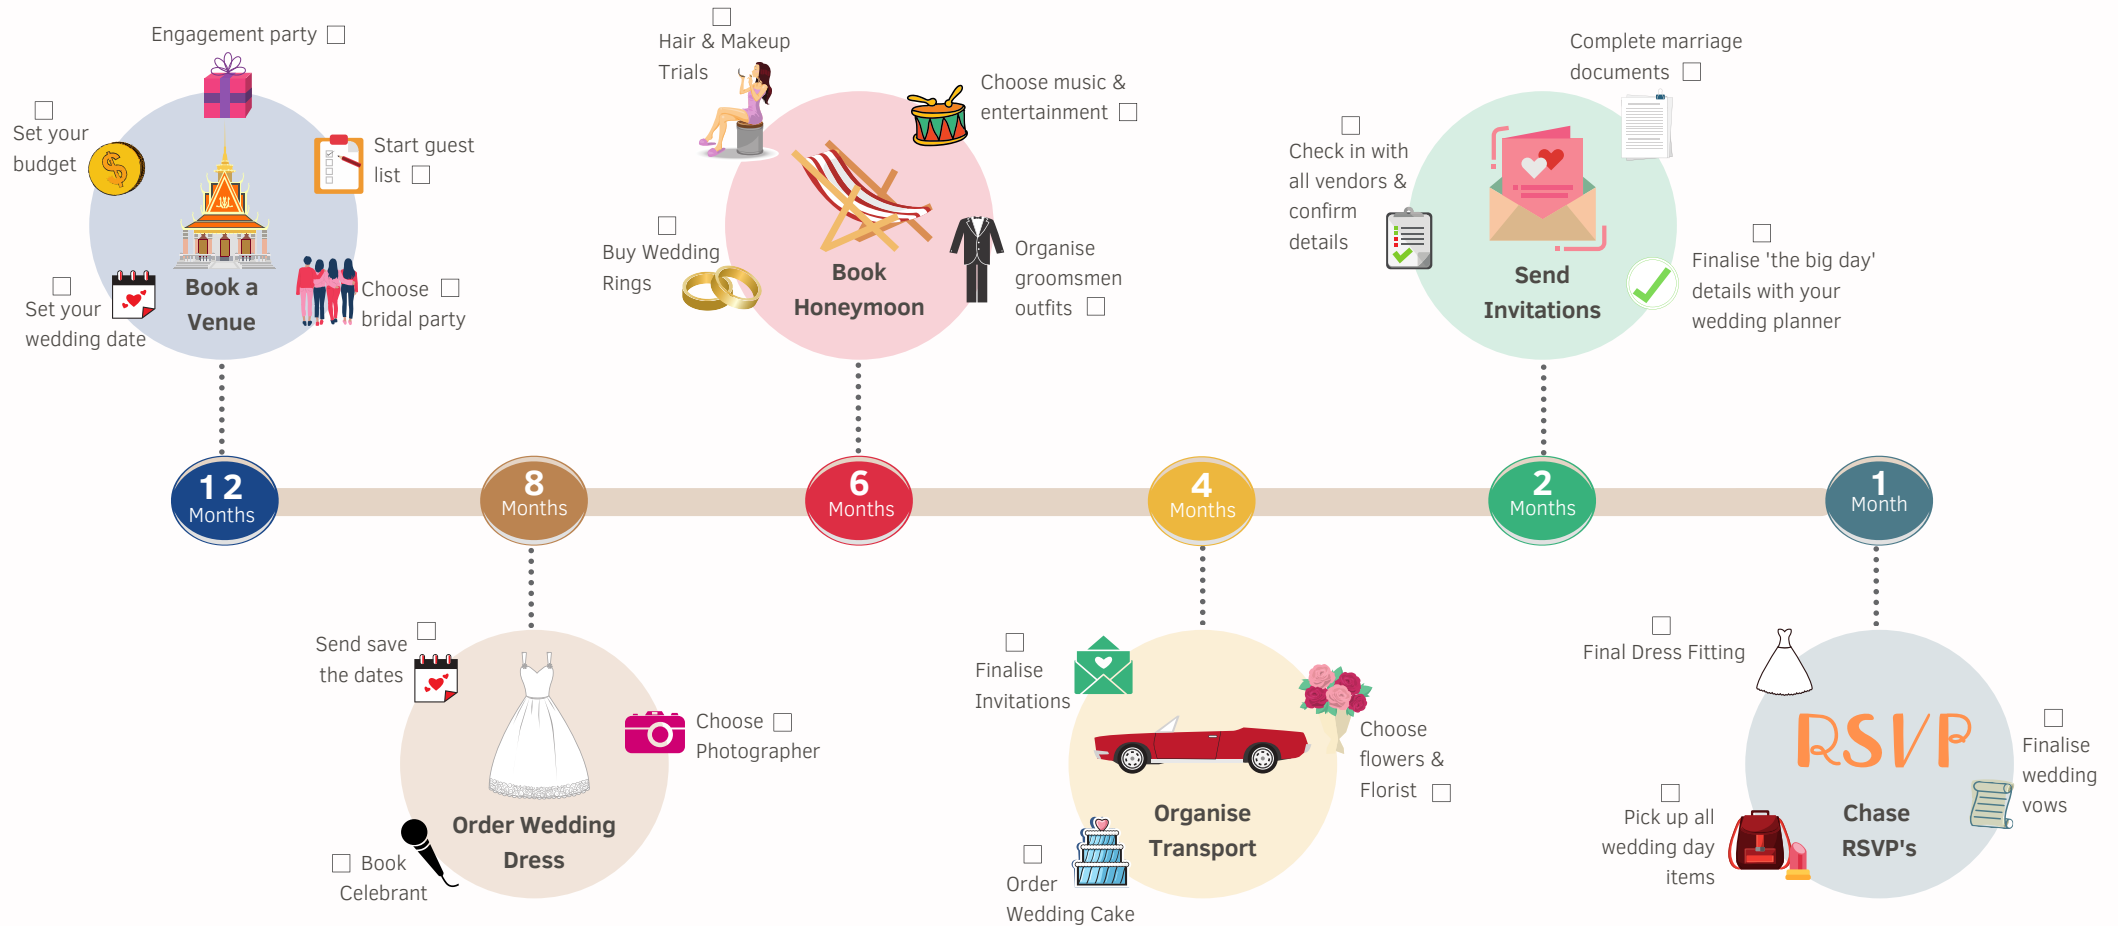 Engagement party
Set your
budget
Start guest
list
Set your
wedding date
Choose
bridal party
Book a
Venue
Hair & Makeup
Trials
Choose music &
entertainment
Buy Wedding
Rings
Organise
groomsmen
outfits
Book
Honeymoon
Complete marriage
documents
Check in with
all vendors &
confirm
details
Finalise 'the big day'
details with your
wedding planner
Send
Invitations
12
Months
8
Months
6
Months
4
Months
2
Months
1
Month
Send save
the dates
Choose
Photographer
Book
Celebrant
Order Wedding
Dress
Finalise
Invitations
Choose
flowers &
Florist
Order
Wedding Cake
Organise
Transport
Final Dress Fitting
RSVP
Finalise
wedding
vows
Pick up all
wedding day
items
Chase
RSVP's